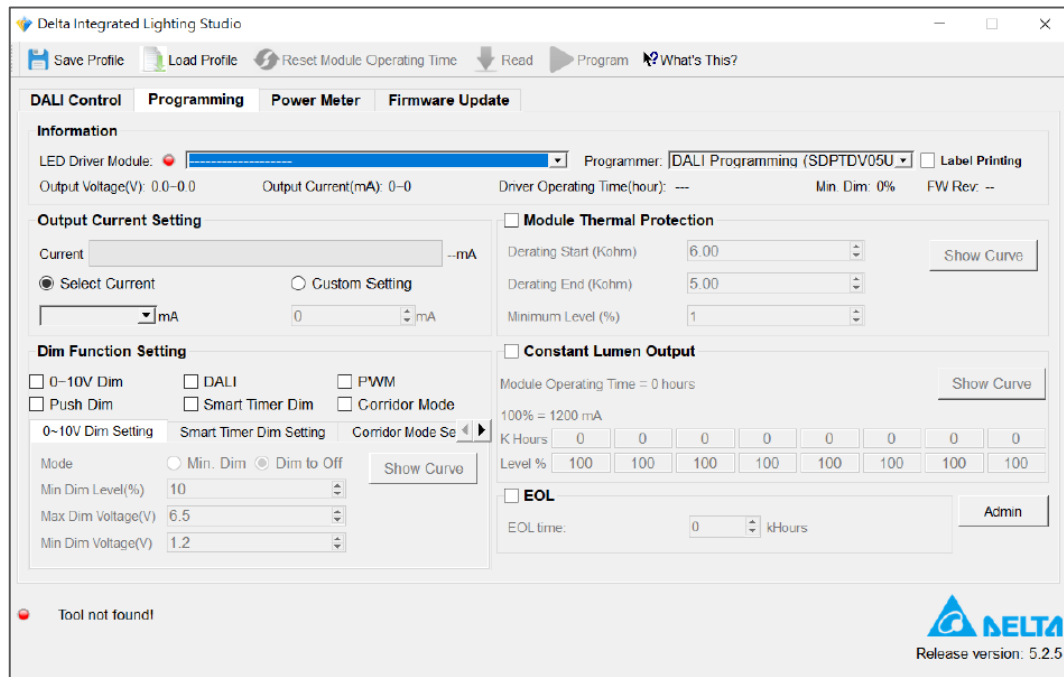 Delta Integrated Lighting Studio
Save Profile Load Profile Reset Module Operating Time Read Program What's This?
DALI Control Programming Power Meter Firmware Update
Information
LED Driver Module: -------------------- Programmer: DALI Programming (SDPTDV05U Label Printing
Output Voltage(V): 0.0~0.0 Output Current(mA): 0~0 Driver Operating Time(hour): --- Min. Dim: 0% FW Rev: --
Output Current Setting
Current --mA
Select Current Custom Setting
mA 0 mA
Module Thermal Protection
Derating Start (Kohm) 6.00 Show Curve
Derating End (Kohm) 5.00
Minimum Level (%) 1
Dim Function Setting
0~10V Dim DALI PWM
Push Dim Smart Timer Dim Corridor Mode
0~10V Dim Setting Smart Timer Dim Setting Corridor Mode Se
Mode Min. Dim Dim to Off Show Curve
Min Dim Level(%) 10
Max Dim Voltage(V) 6.5
Min Dim Voltage(V) 1.2
Constant Lumen Output
Module Operating Time = 0 hours Show Curve
100% = 1200 mA
K Hours 0 0 0 0 0 0 0 0
Level % 100 100 100 100 100 100 100 100
EOL
EOL time: 0 kHours
Admin
Tool not found!
DELTA
Release version: 5.2.5